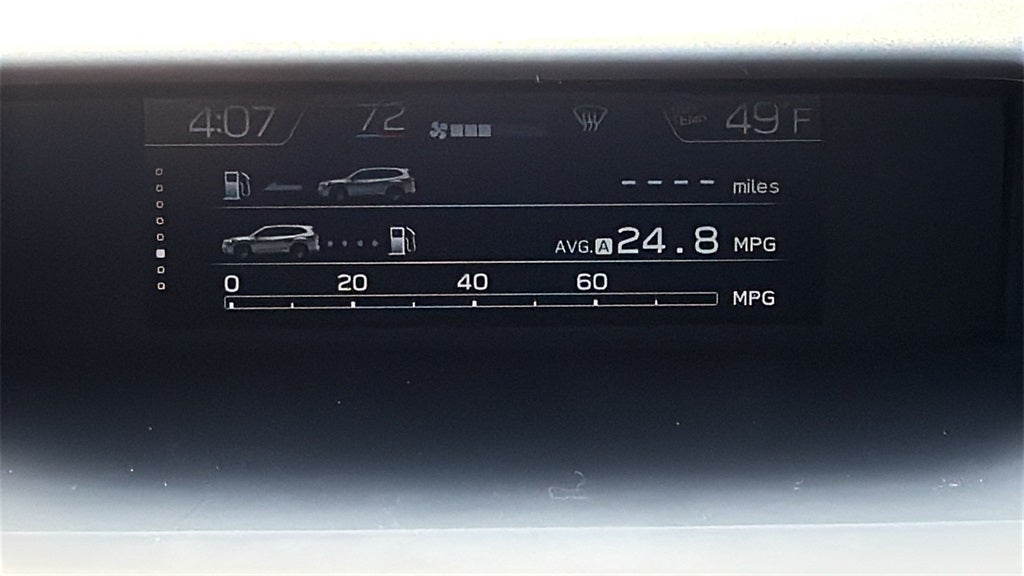 4:07 72 49 F
- - - - miles
AVG. A 24.8 MPG
0 20 40 60
MPG